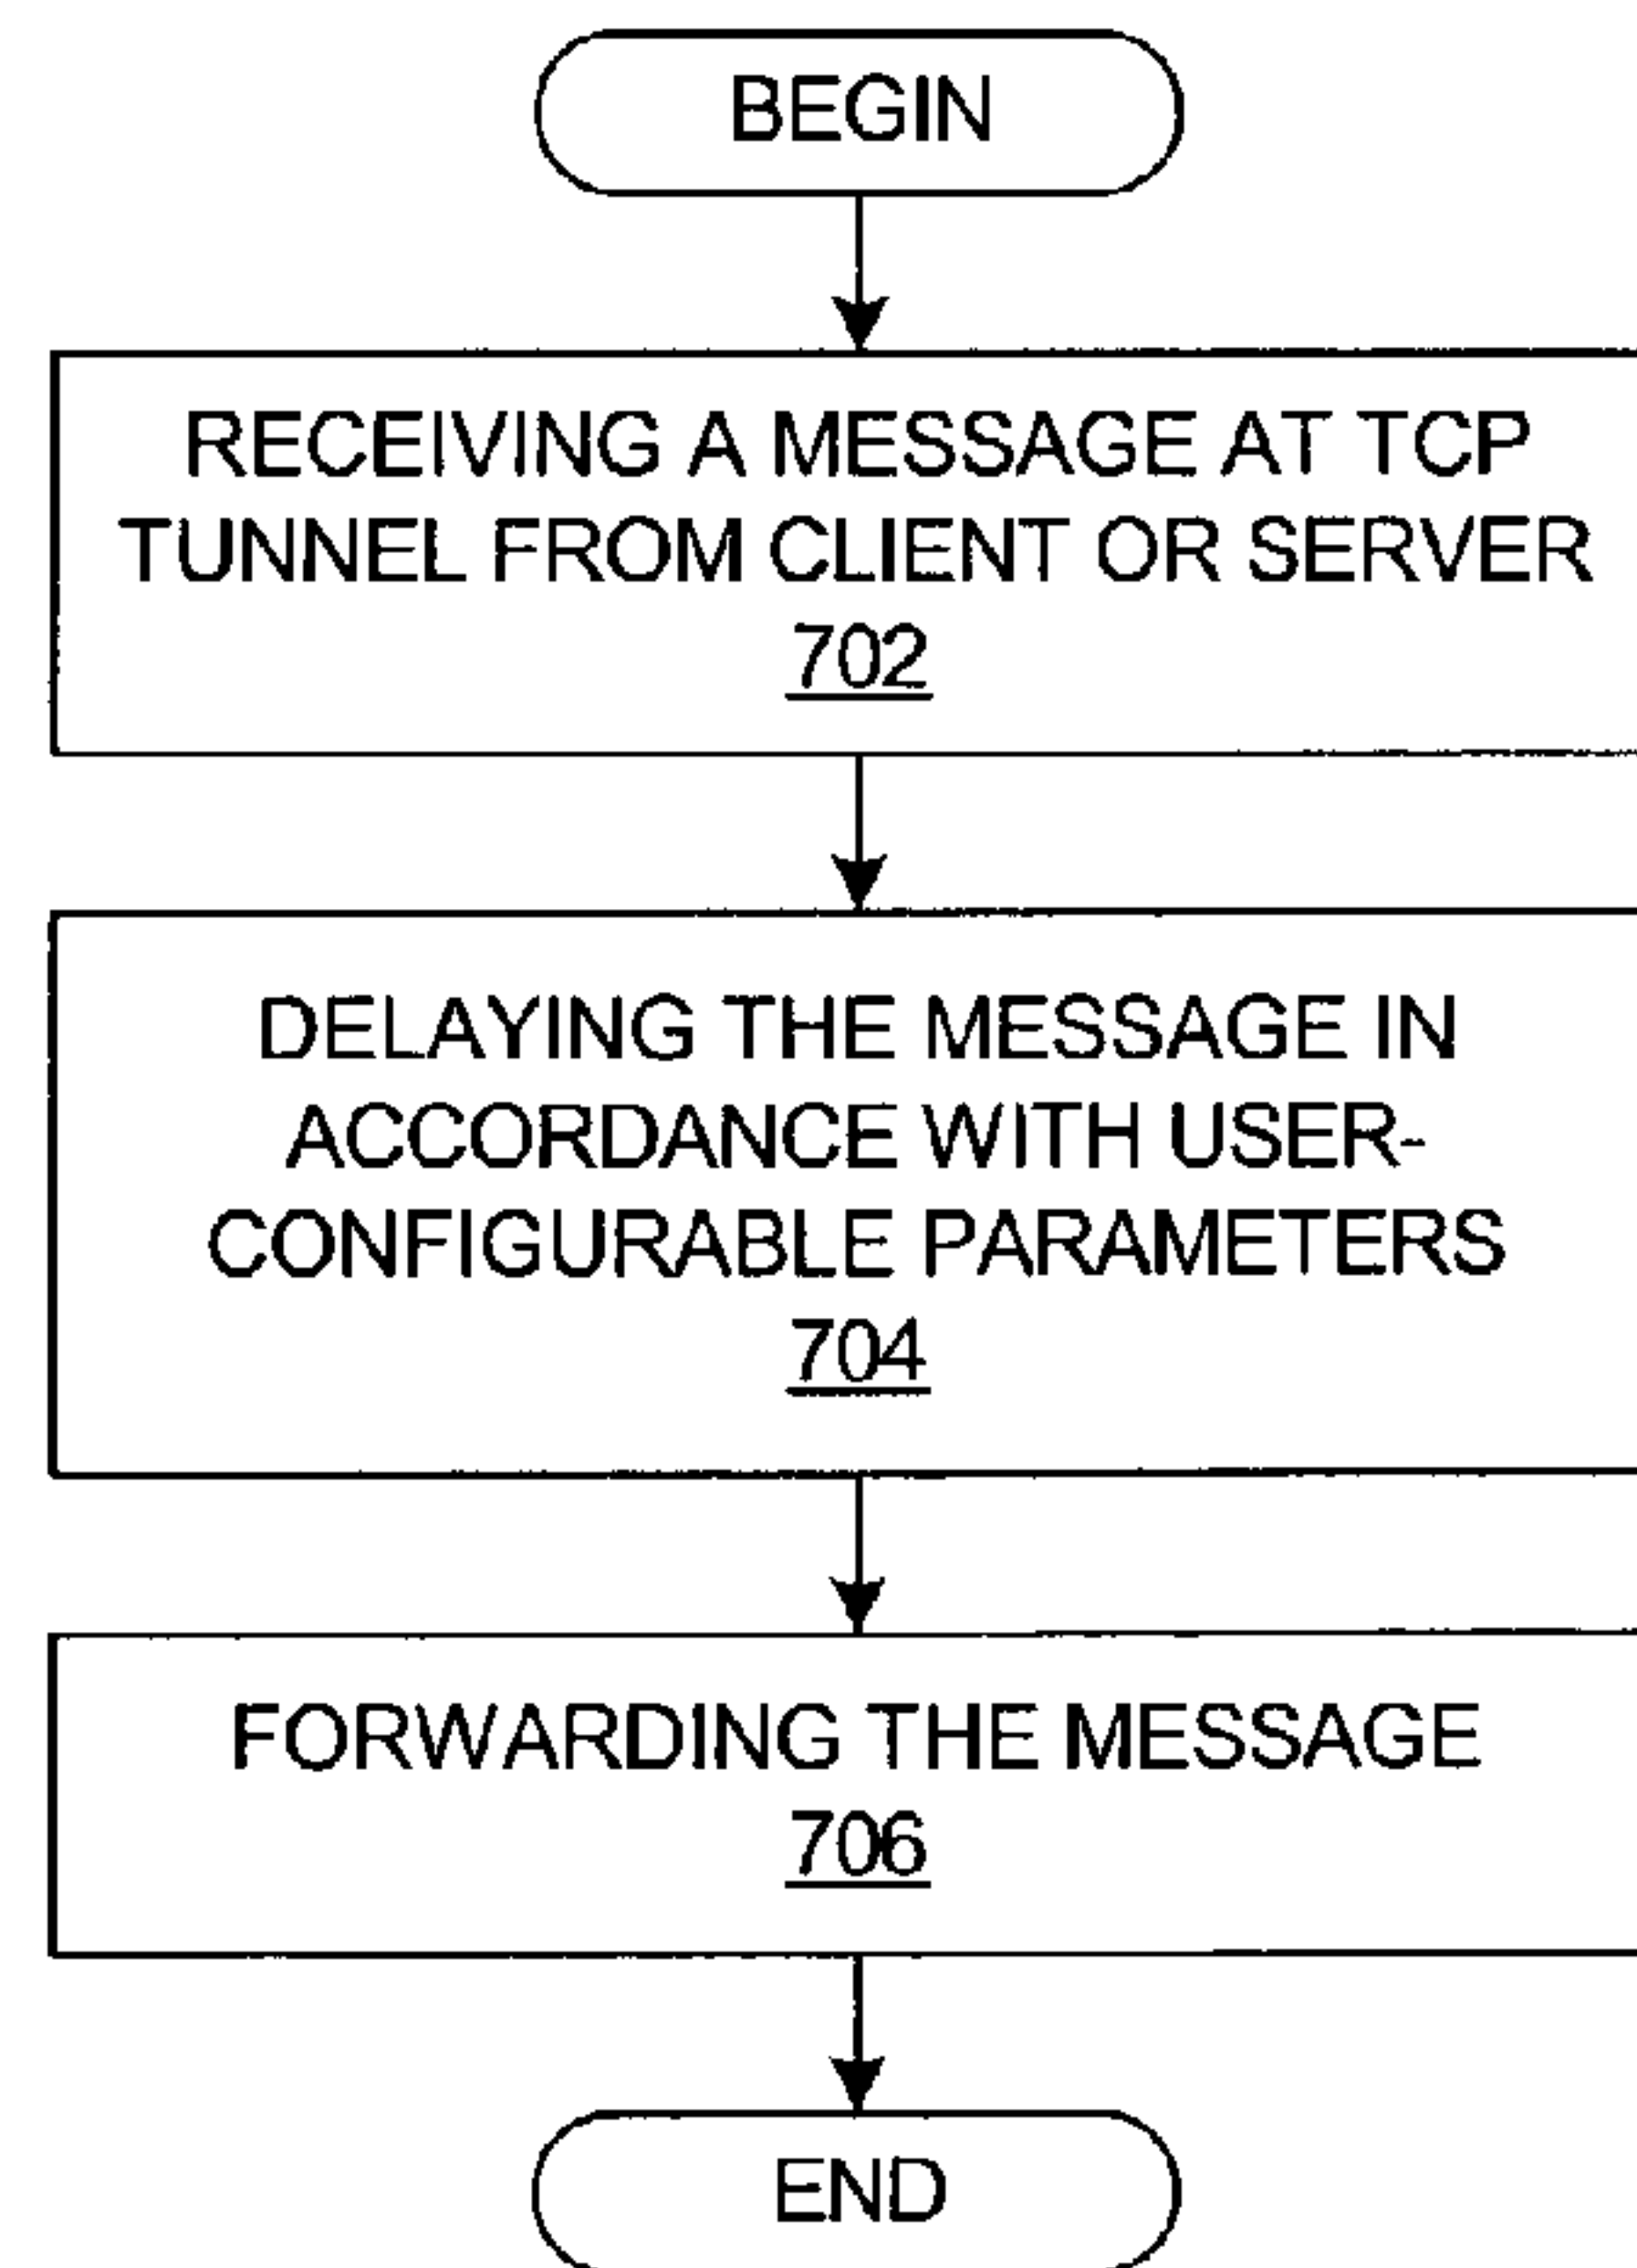 BEGIN
RECEIVING A MESSAGE AT TCP
TUNNEL FROM CLIENT OR SERVER
702
DELAYING THE MESSAGE IN
ACCORDANCE WITH USER-
CONFIGURABLE PARAMETERS
704
FORWARDING THE MESSAGE
706
END